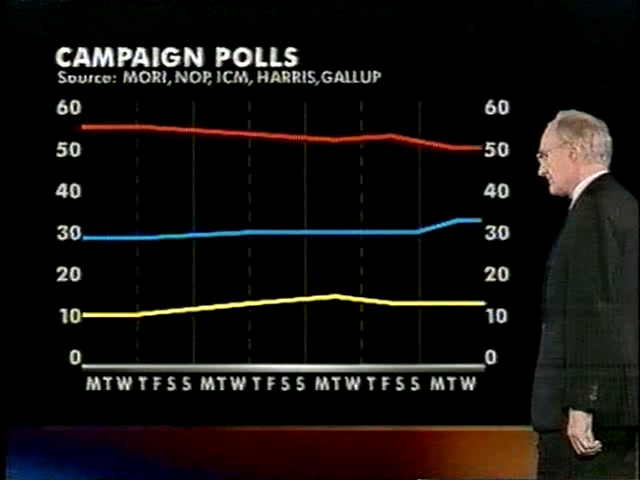 CAMPAIGN POLLS
Source: MORI, NOP, ICM, HARRIS, GALLUP
60 60
50 50
40 40
30 30
20 20
10 10
0 0
M T W T F S S M T W T F S S M T W T F S S M T W